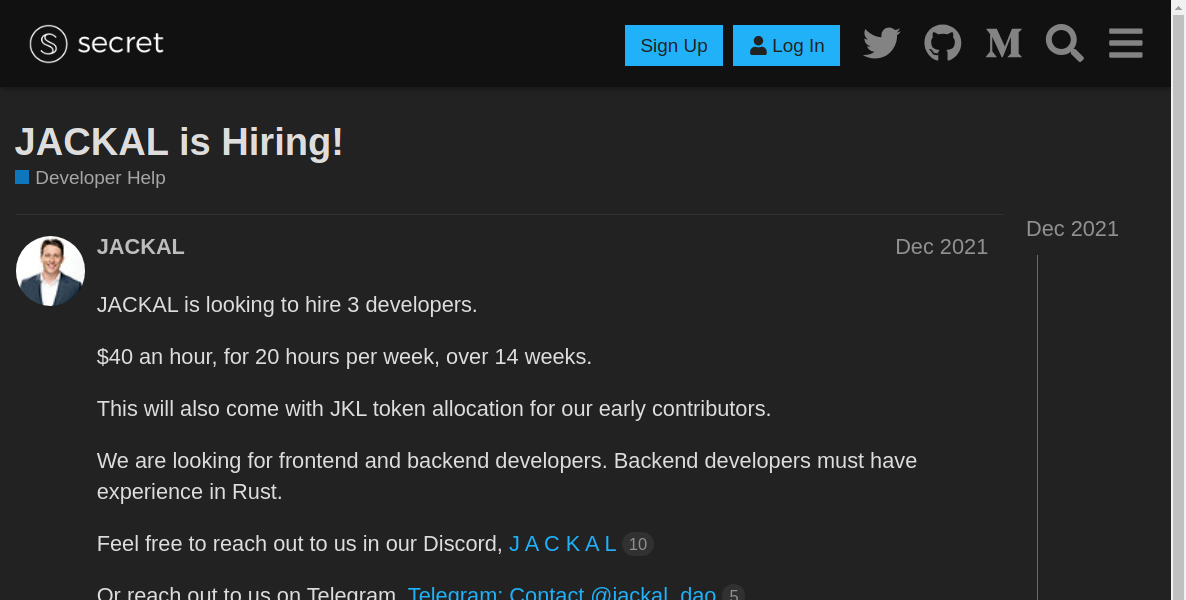 secret
Sign Up
Log In
JACKAL is Hiring!
Developer Help
Dec 2021
JACKAL
Dec 2021
JACKAL is looking to hire 3 developers.
$40 an hour, for 20 hours per week, over 14 weeks.
This will also come with JKL token allocation for our early contributors.
We are looking for frontend and backend developers. Backend developers must have
experience in Rust.
Feel free to reach out to us in our Discord, J A C K A L 10
Or reach out to us on Telegram, Telegram: Contact @jackal_dao 5